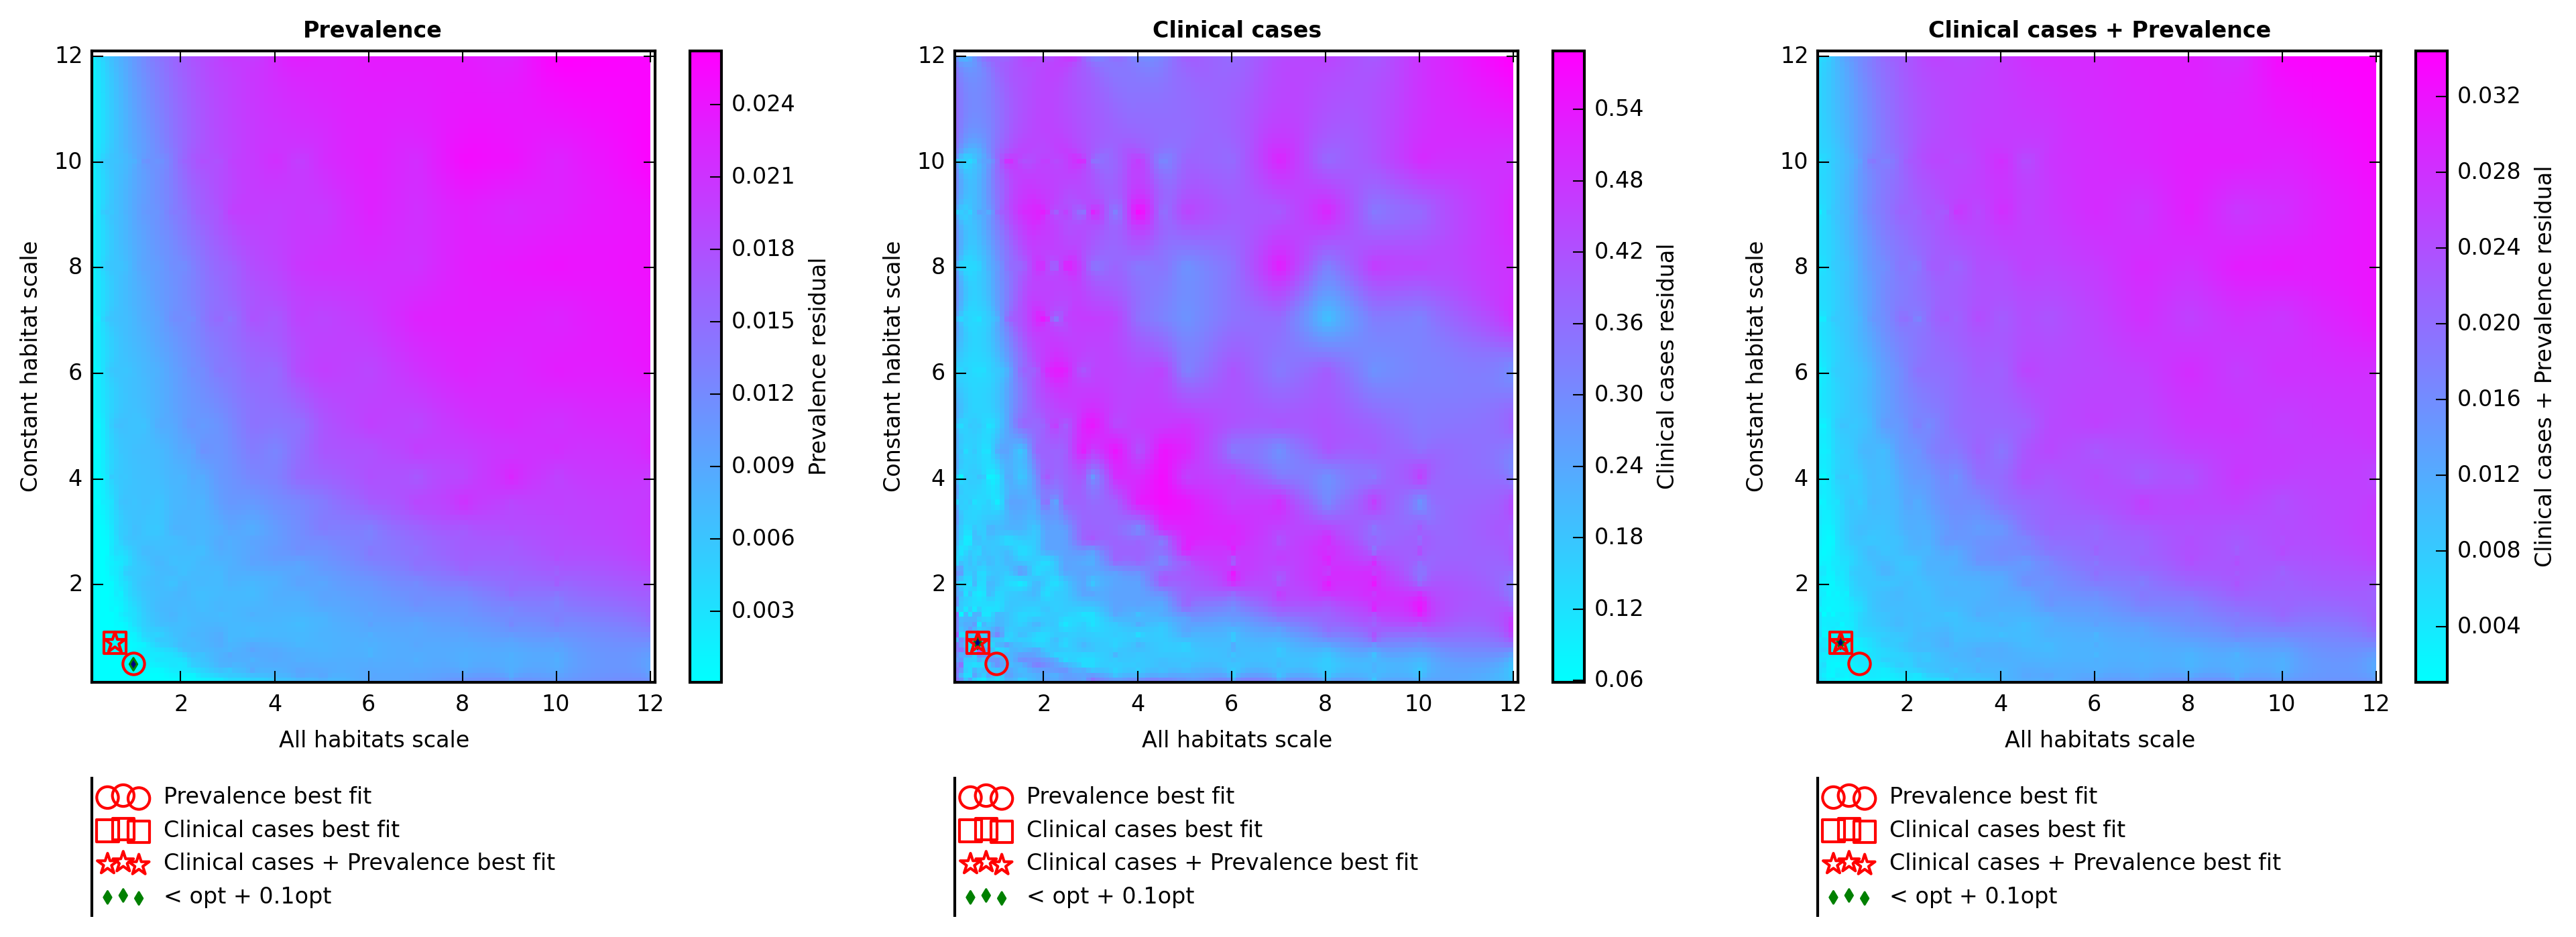 Prevalence
12
10
8
6
4
2
Constant habitat scale
2 4 6 8 10 12
All habitats scale
0.024
0.021
0.018
0.015
0.012
0.009
0.006
0.003
Prevalence residual
Prevalence best fit
Clinical cases best fit
Clinical cases + Prevalence best fit
< opt + 0.1opt
Clinical cases
12
10
8
6
4
2
Constant habitat scale
2 4 6 8 10 12
All habitats scale
0.54
0.48
0.42
0.36
0.30
0.24
0.18
0.12
0.06
Clinical cases residual
Prevalence best fit
Clinical cases best fit
Clinical cases + Prevalence best fit
< opt + 0.1opt
Clinical cases + Prevalence
12
10
8
6
4
2
Constant habitat scale
2 4 6 8 10 12
All habitats scale
0.032
0.028
0.024
0.020
0.016
0.012
0.008
0.004
Clinical cases + Prevalence residual
Prevalence best fit
Clinical cases best fit
Clinical cases + Prevalence best fit
< opt + 0.1opt